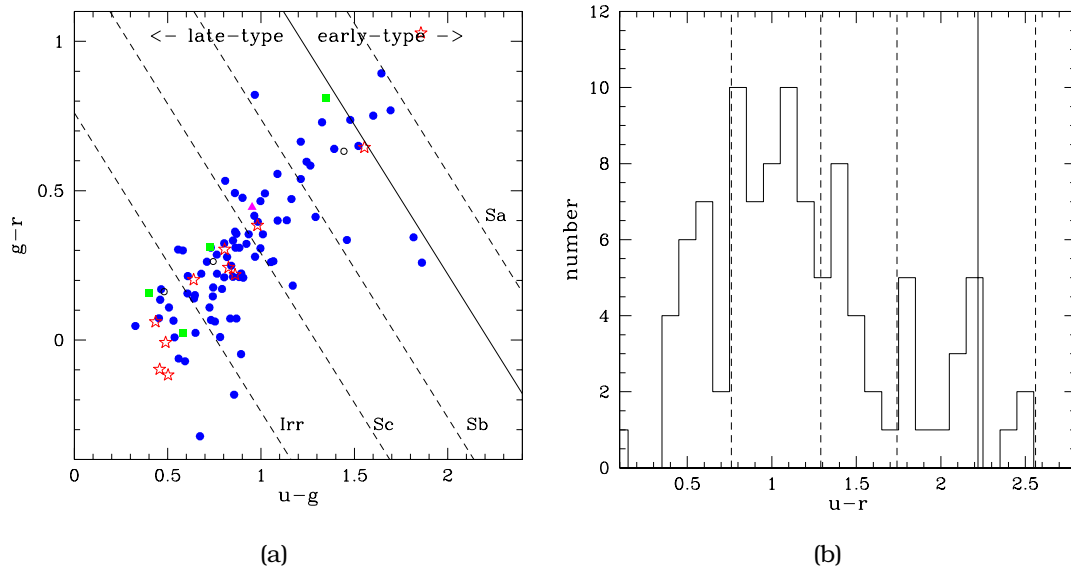 <- late-type early-type ->
1
0.5
0
g-r
Sa
Irr Sc Sb
0 0.5 1 1.5 2
u-g
(a)
12
10
8
6
4
2
0
number
0.5 1 1.5 2 2.5
u-r
(b)